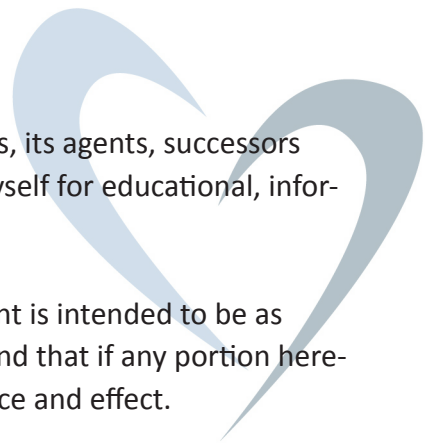 s, its agents, successors
yself for educational, infor-
nt is intended to be as
nd that if any portion here-
ce and effect.